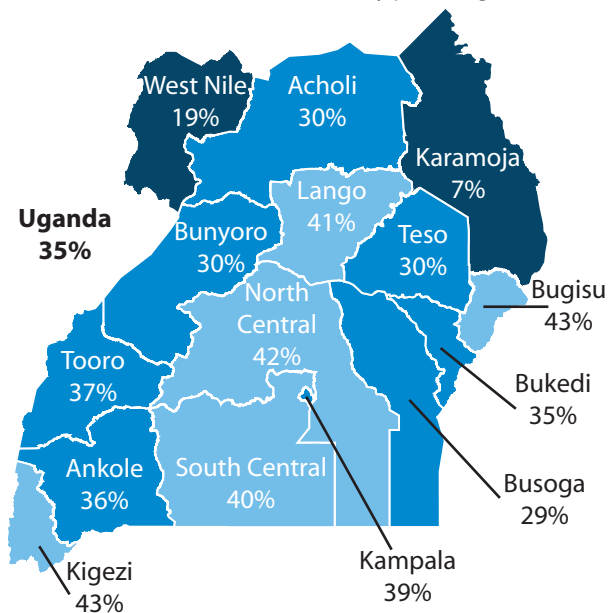 West Nile
19%
Acholi
30%
Karamoja
7%
Lango
41%
Uganda
35%
Bunyoro
30%
Teso
30%
Bugisu
43%
North
Central
42%
Tooro
37%
Bukedi
35%
Ankole
36%
South Central
40%
Busoga
29%
Kampala
39%
Kigezi
43%